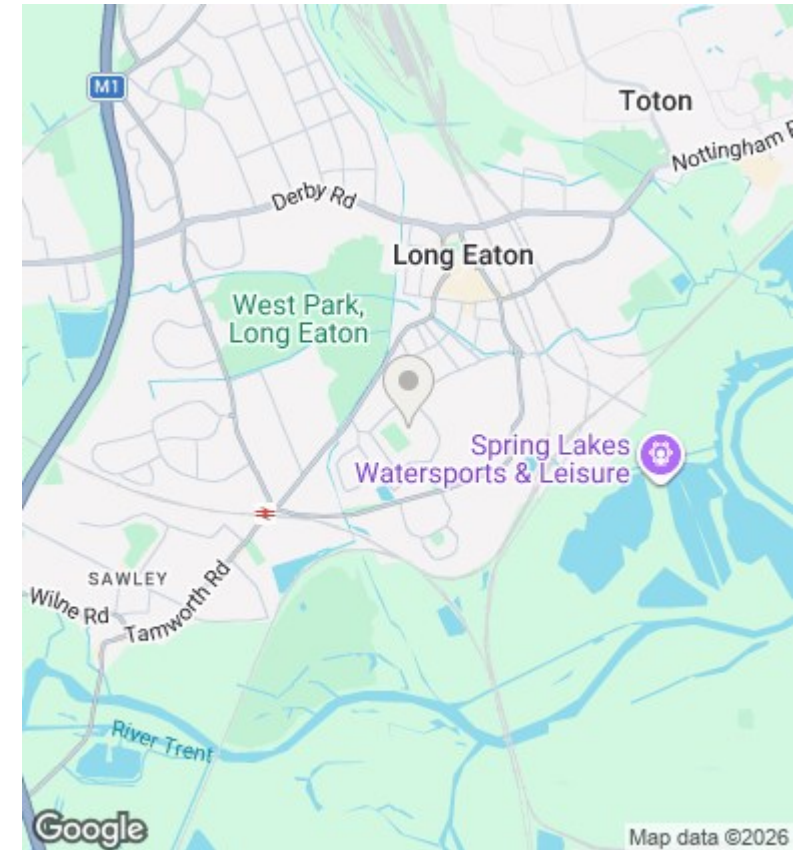 M1
Toton
Nottingham R
Derby Rd
Long Eaton
West Park,
Long Eaton
Spring Lakes
Watersports & Leisure
SAWLEY
Wilne Rd
Tamworth Rd
River Trent
Google
Map data ©2026